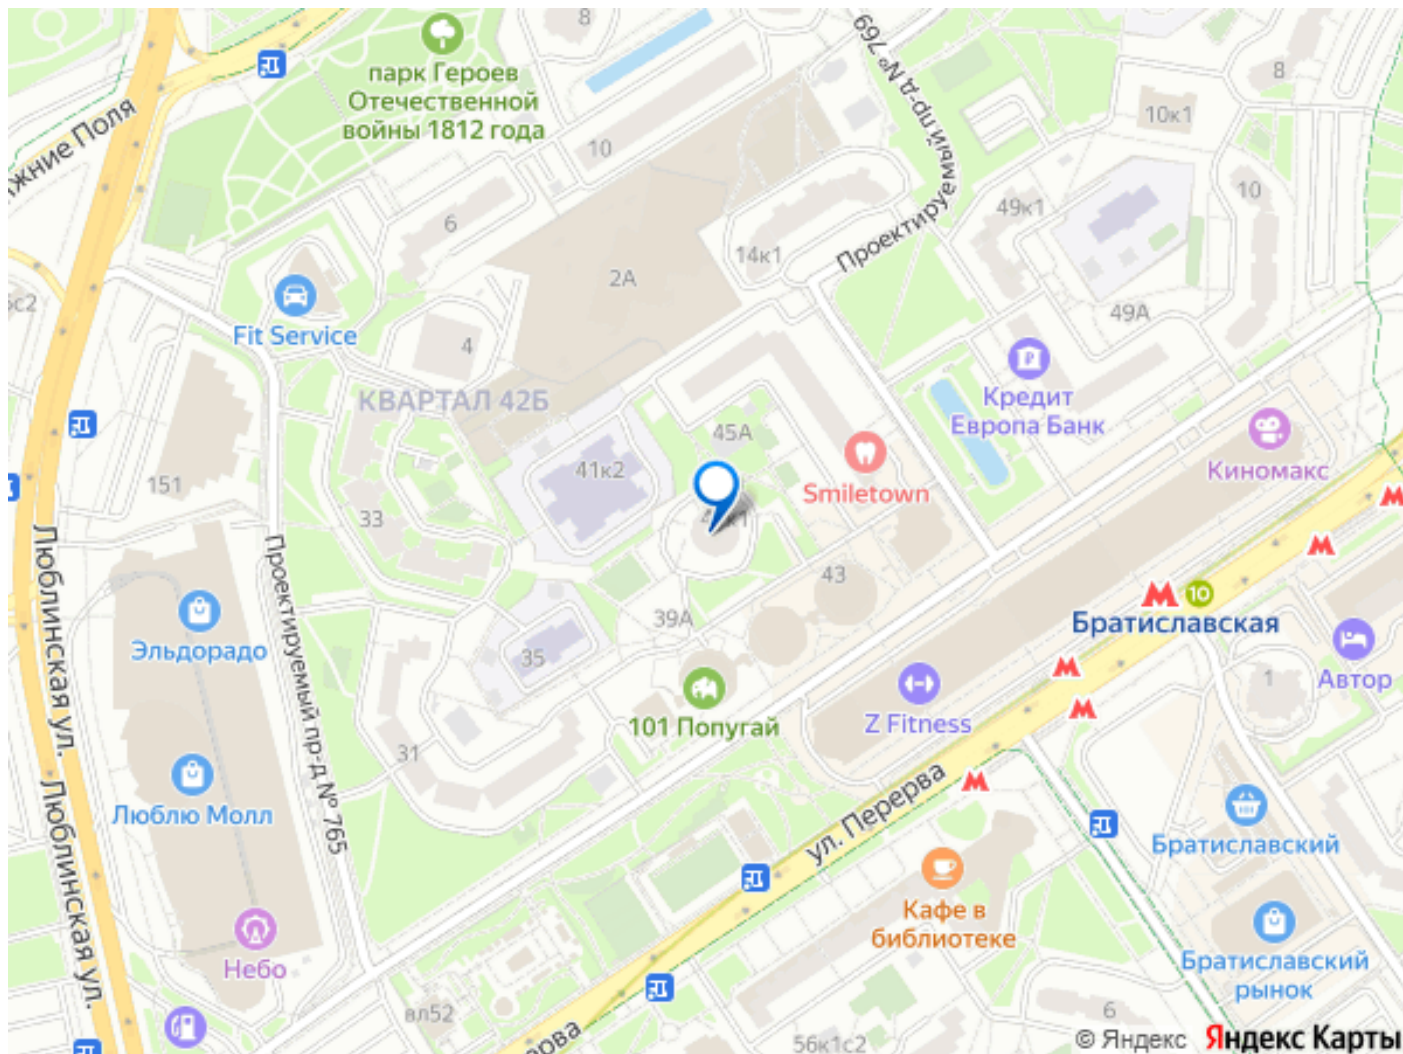 8
парк Героев
Отечественной
войны 1812 года
Проектируемый пр-д № 769
8
10к1
10
6
49к1
10
14к1
2А
49А
Fit Service
4
КВАРТАЛ 42Б
Кредит
Европа Банк
45А
Киномакс
41к2
Smiletown
151
33
Люблинская ул.
Проектируемый пр-д № 765
43
39А
10
Братиславская
Эльдорадо
35
1
Автор
101 Попугай
Z Fitness
31
Люблинская ул.
Люблю Молл
ул. Перерва
Братиславский
Кафе в
библиотеке
Небо
Братиславский
рынок
вл52
56к1с2
6
© Яндекс Яндекс Карты